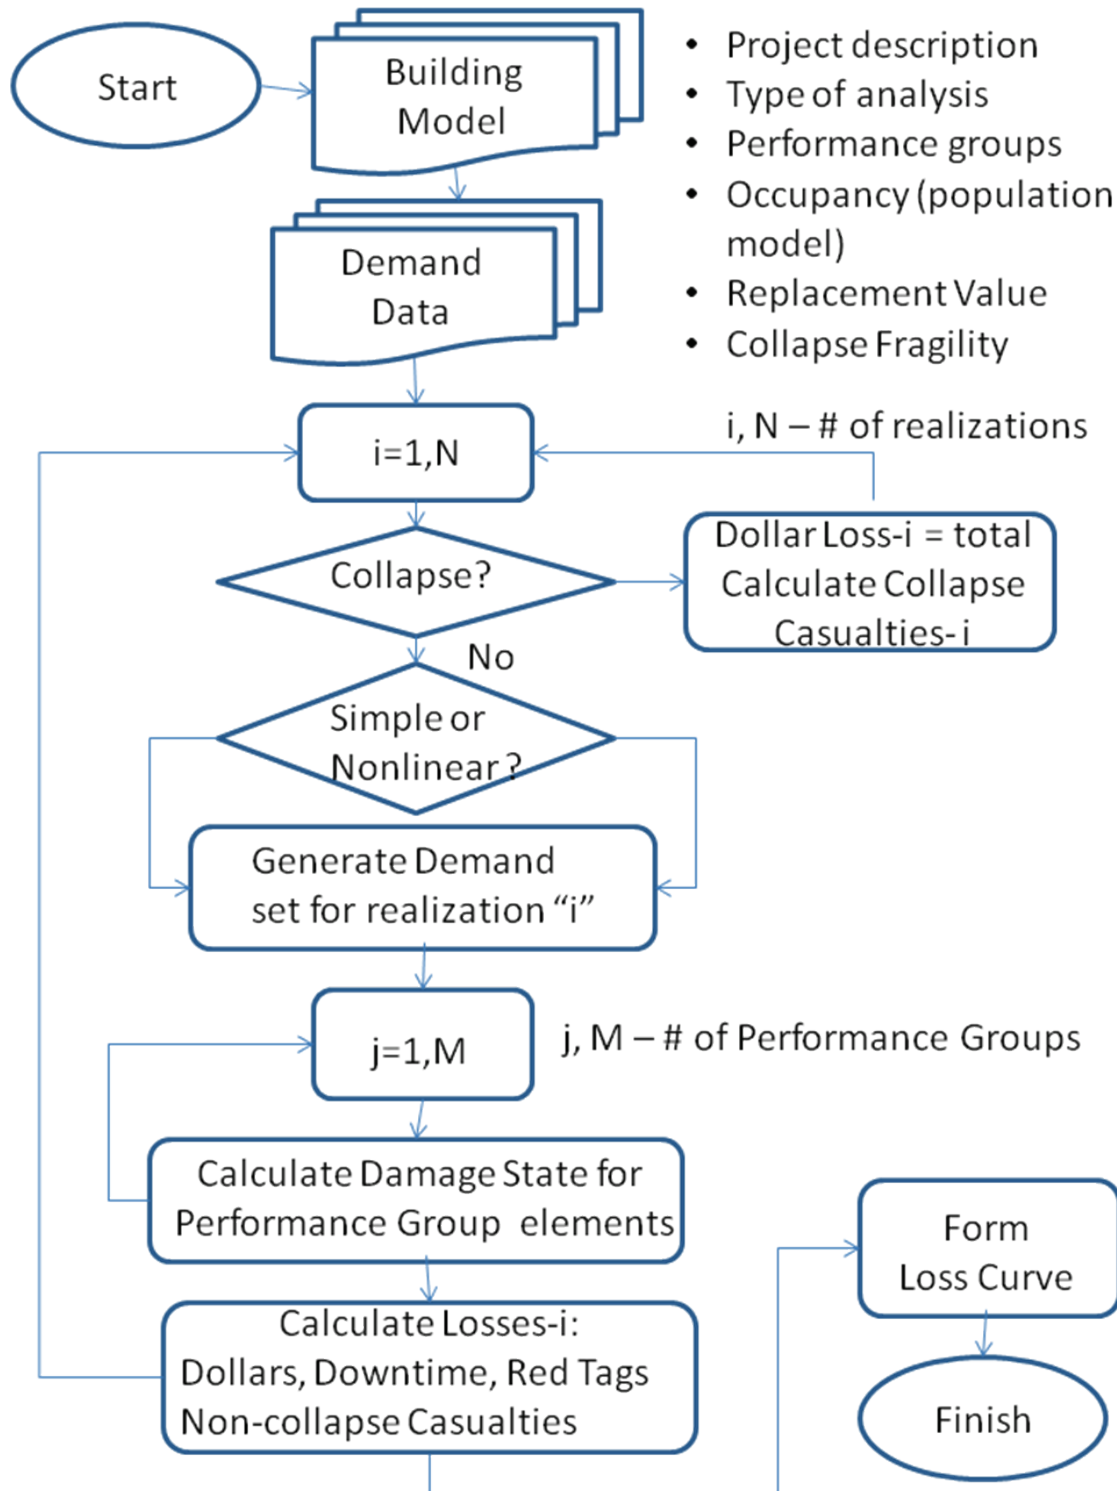 Start
Building
Model
• Project description
• Type of analysis
• Performance groups
• Occupancy (population
model)
• Replacement Value
• Collapse Fragility
Demand
Data
i, N – # of realizations
i=1,N
Collapse?
Dollar Loss-i = total
Calculate Collapse
Casualties-i
No
Simple or
Nonlinear?
Generate Demand
set for realization “i”
j=1,M
j, M – # of Performance Groups
Calculate Damage State for
Performance Group elements
Calculate Losses-i:
Dollars, Downtime, Red Tags
Non-collapse Casualties
Form
Loss Curve
Finish